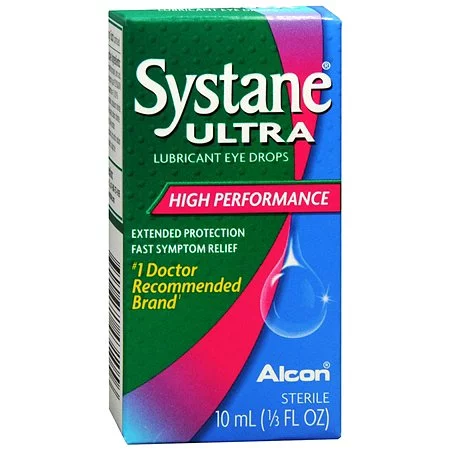 Systane®
ULTRA
LUBRICANT EYE DROPS
HIGH PERFORMANCE
EXTENDED PROTECTION
FAST SYMPTOM RELIEF
#1 Doctor
Recommended
Brand†
Alcon®
STERILE
10 mL (⅓ FL OZ)